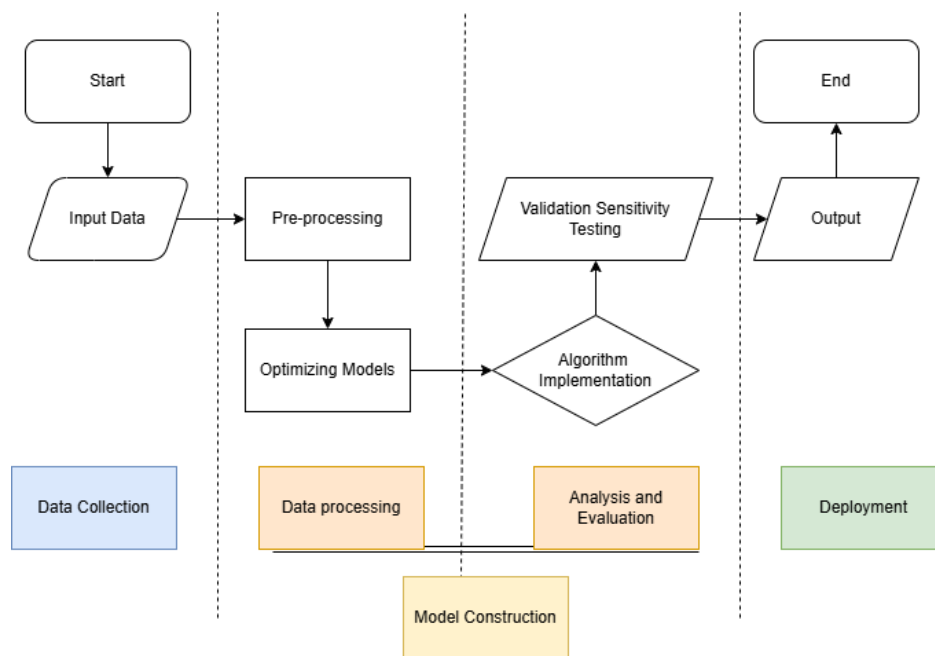 Start
End
Input Data
Pre-processing
Validation Sensitivity
Testing
Output
Optimizing Models
Algorithm
Implementation
Data Collection
Data processing
Analysis and
Evaluation
Deployment
Model Construction